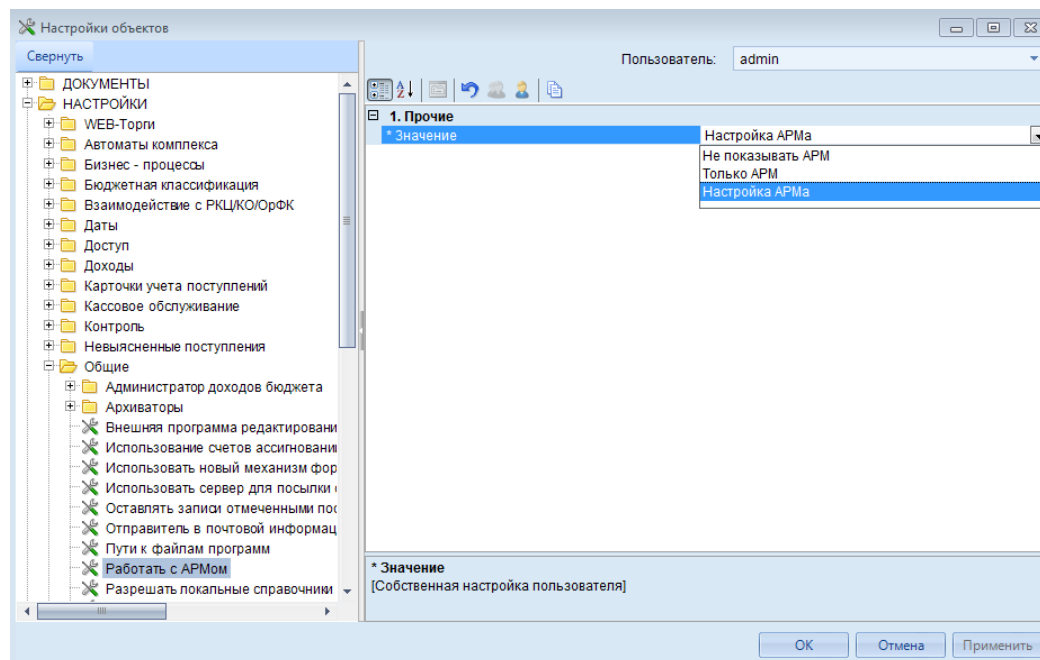 Настройки объектов
Свернуть
Пользователь: admin
ДОКУМЕНТЫ
НАСТРОЙКИ
WEB-Торги
Автоматы комплекса
Бизнес - процессы
Бюджетная классификация
Взаимодействие с РКЦ/КО/ОрФК
Даты
Доступ
Доходы
Карточки учета поступлений
Кассовое обслуживание
Контроль
Невыясненные поступления
Общие
Администратор доходов бюджета
Архиваторы
Внешняя программа редактировани
Использование счетов ассигновани
Использовать новый механизм фор
Использовать сервер для посылки
Оставлять записи отмеченными пос
Отправитель в почтовой информац
Пути к файлам программ
Работать с АРМом
Разрешать локальные справочники
1. Прочие
* Значение Настройка АРМа
Не показывать АРМ
Только АРМ
Настройка АРМа
* Значение
[Собственная настройка пользователя]
ОК Отмена Применить